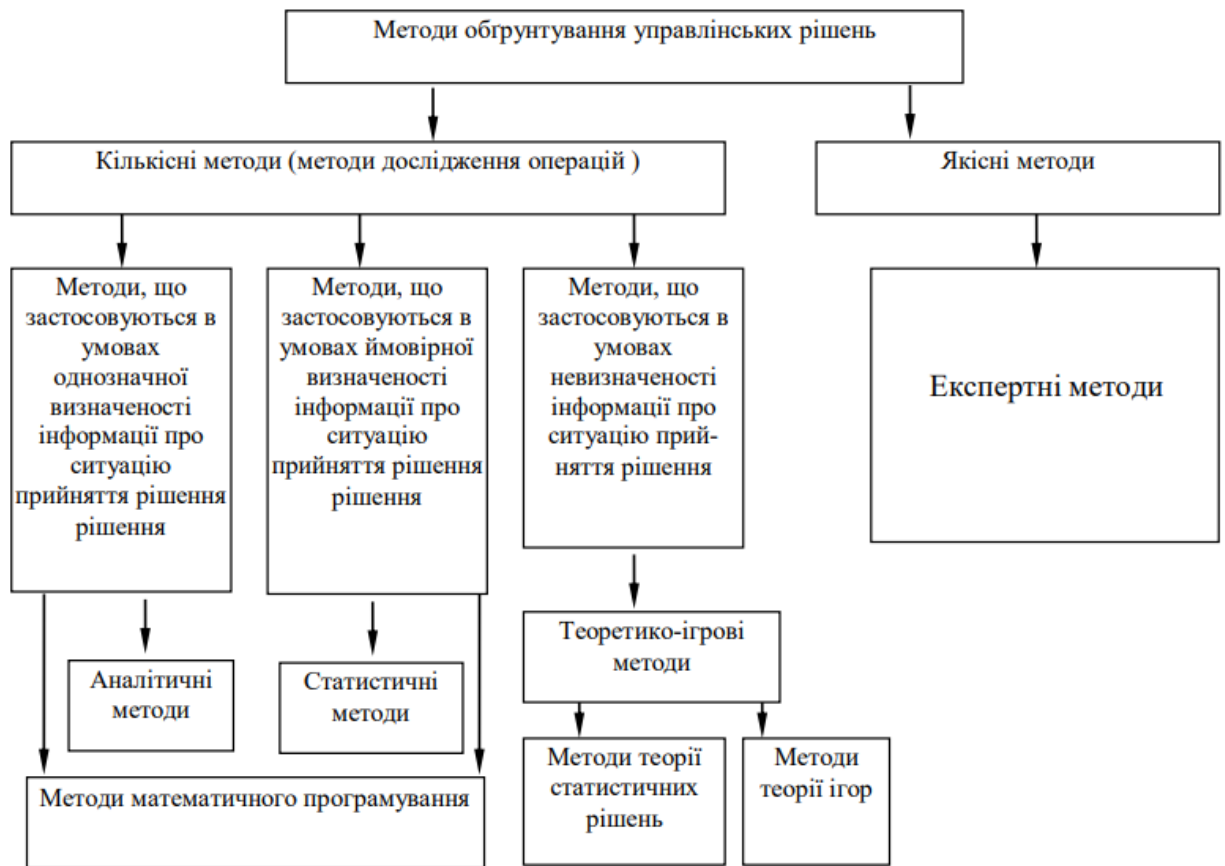 Методи обґрунтування управлінських рішень
Кількісні методи (методи дослідження операцій )
Якісні методи
Методи, що
застосовуються в
умовах
однозначної
визначеності
інформації про
ситуацію
прийняття рішення
рішення
Методи, що
застосовуються в
умовах ймовірної
визначеності
інформації про
ситуацію
прийняття рішення
рішення
Методи, що
застосовуються в
умовах
невизначеності
інформації про
ситуацію прий-
няття рішення
Експертні методи
Аналітичні
методи
Статистичні
методи
Теоретико-ігрові
методи
Методи математичного програмування
Методи теорії
статистичних
рішень
Методи
теорії ігор